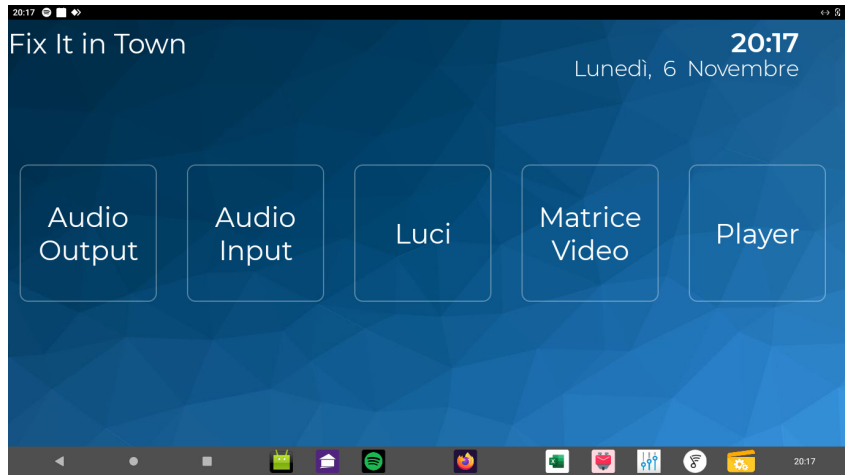 20:17
Fix It in Town
20:17
Lunedì, 6 Novembre
Audio
Output
Audio
Input
Luci
Matrice
Video
Player
20:17